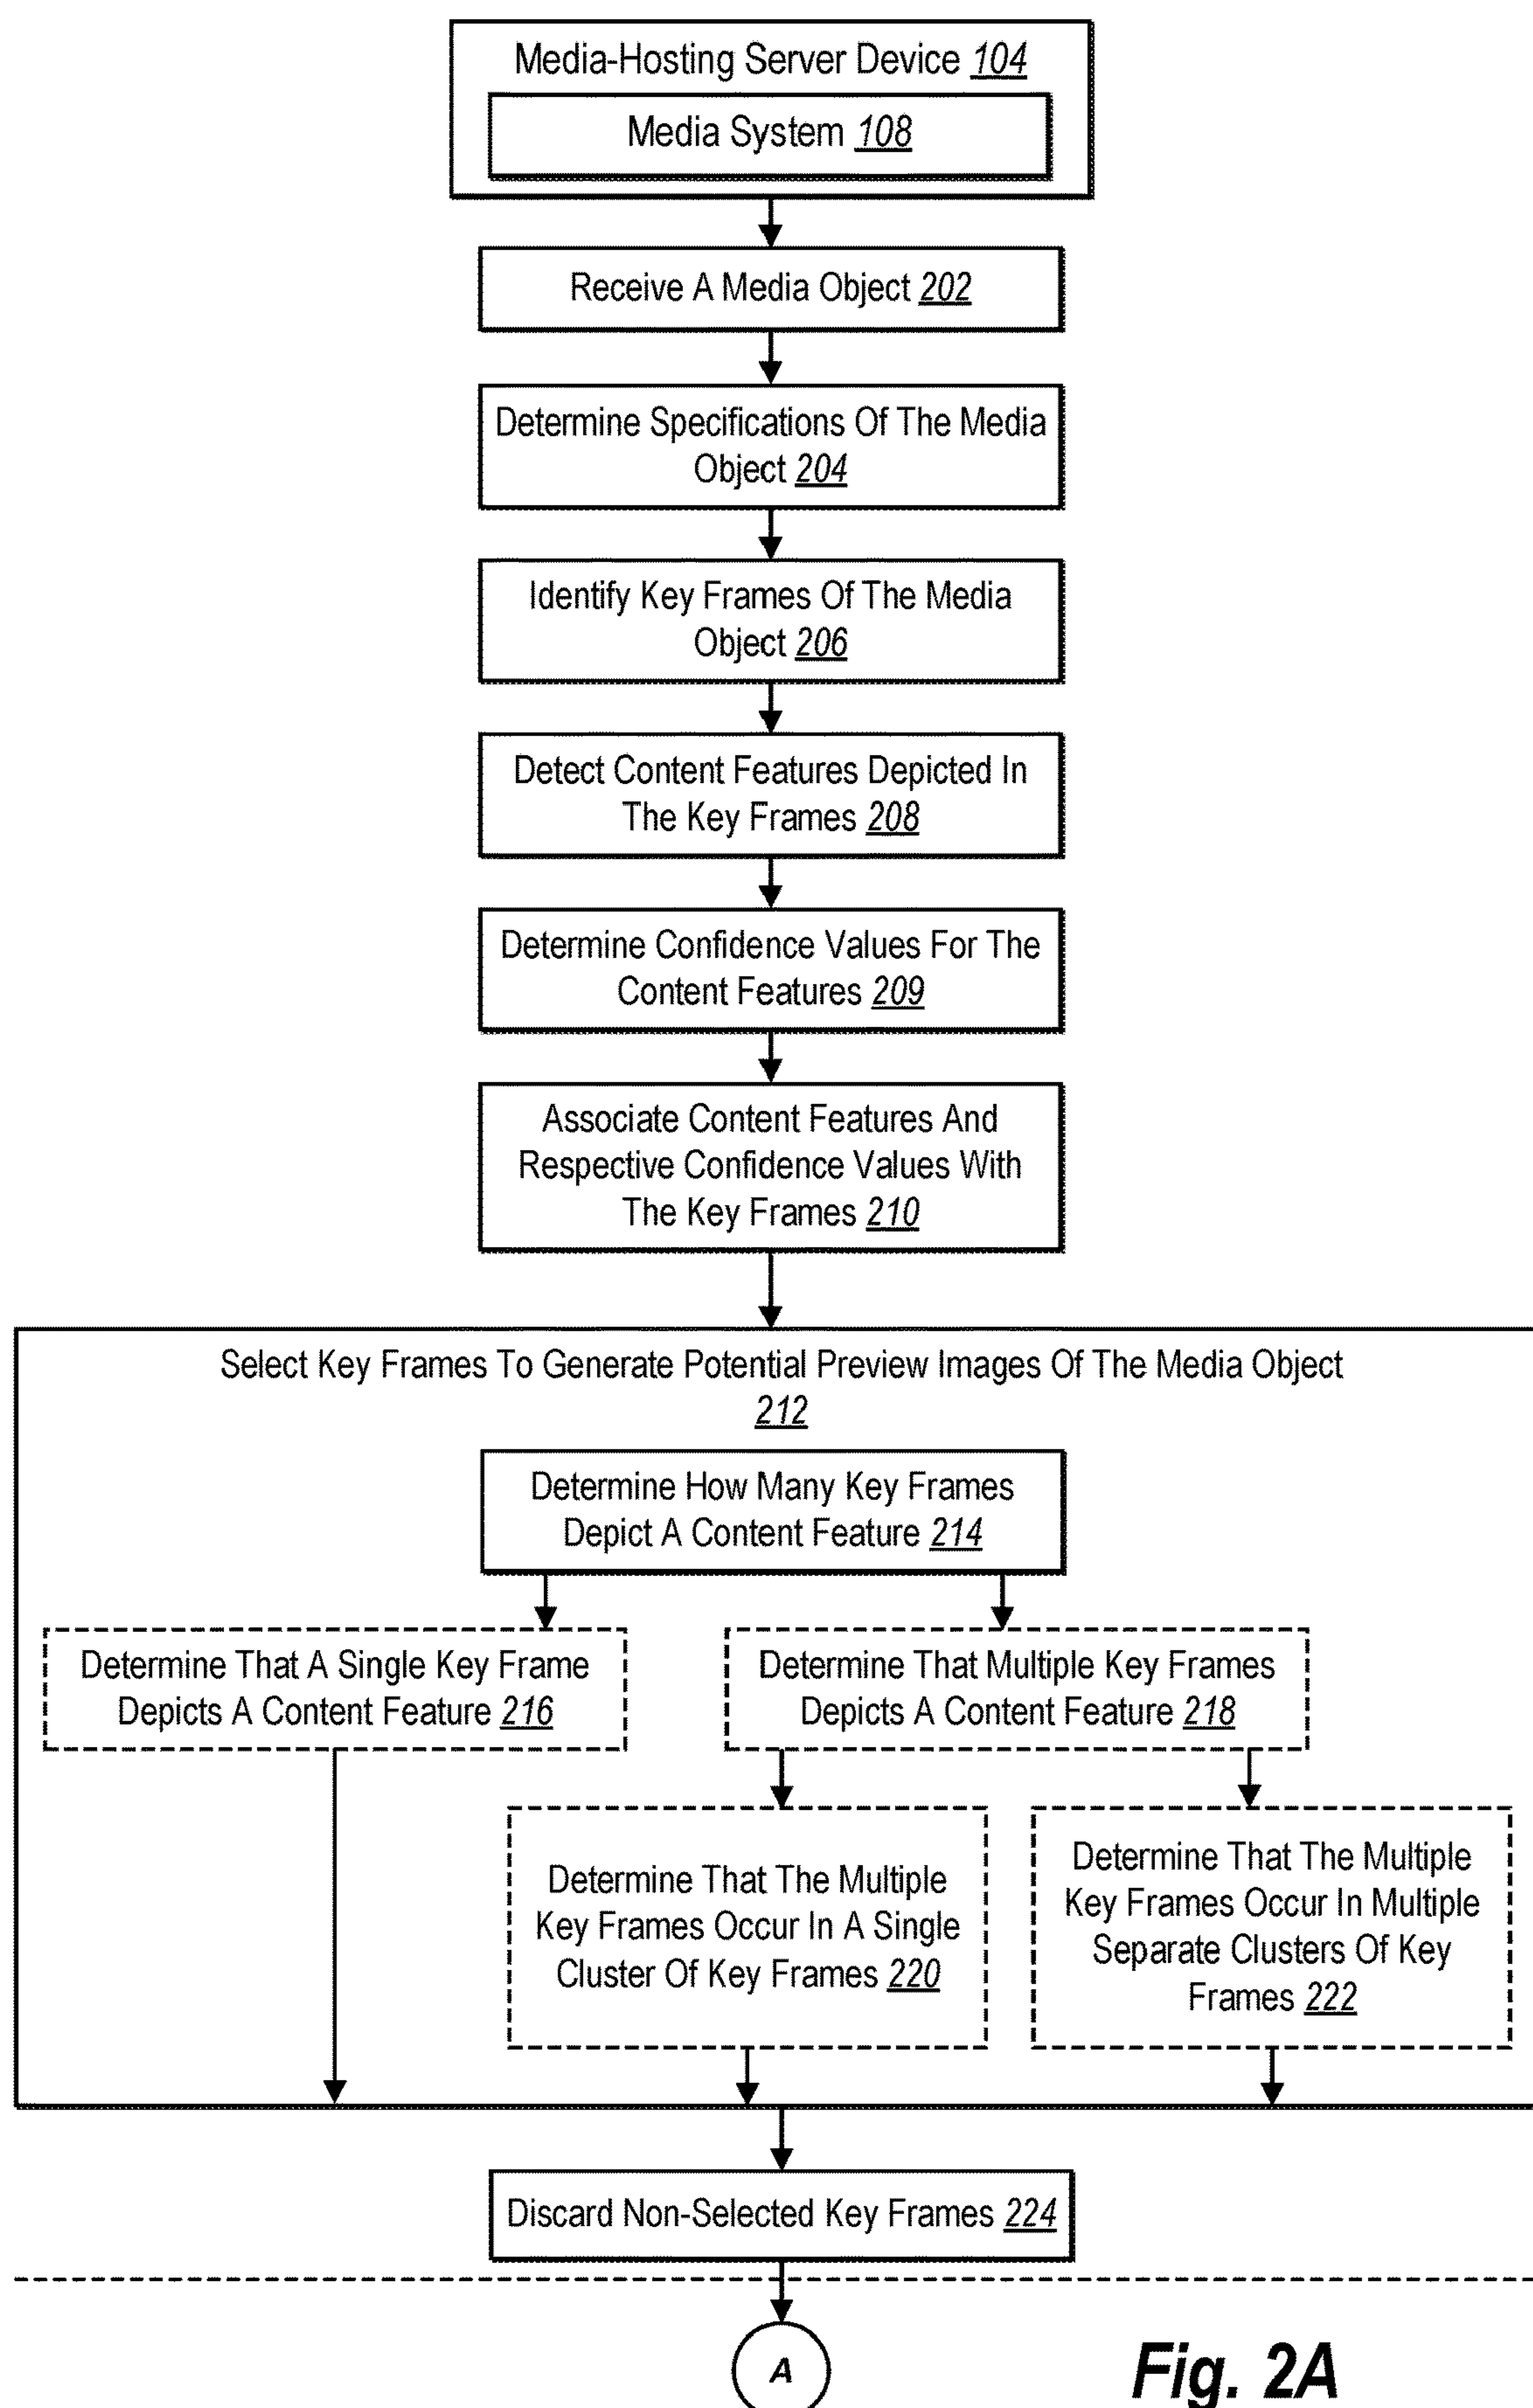 Media-Hosting Server Device 104
Media System 108
Receive A Media Object 202
Determine Specifications Of The Media
Object 204
Identify Key Frames Of The Media
Object 206
Detect Content Features Depicted In
The Key Frames 208
Determine Confidence Values For The
Content Features 209
Associate Content Features And
Respective Confidence Values With
The Key Frames 210
Select Key Frames To Generate Potential Preview Images Of The Media Object
212
Determine How Many Key Frames
Depict A Content Feature 214
Determine That A Single Key Frame
Depicts A Content Feature 216
Determine That Multiple Key Frames
Depicts A Content Feature 218
Determine That The Multiple
Key Frames Occur In A Single
Cluster Of Key Frames 220
Determine That The Multiple
Key Frames Occur In Multiple
Separate Clusters Of Key
Frames 222
Discard Non-Selected Key Frames 224
A
Fig. 2A